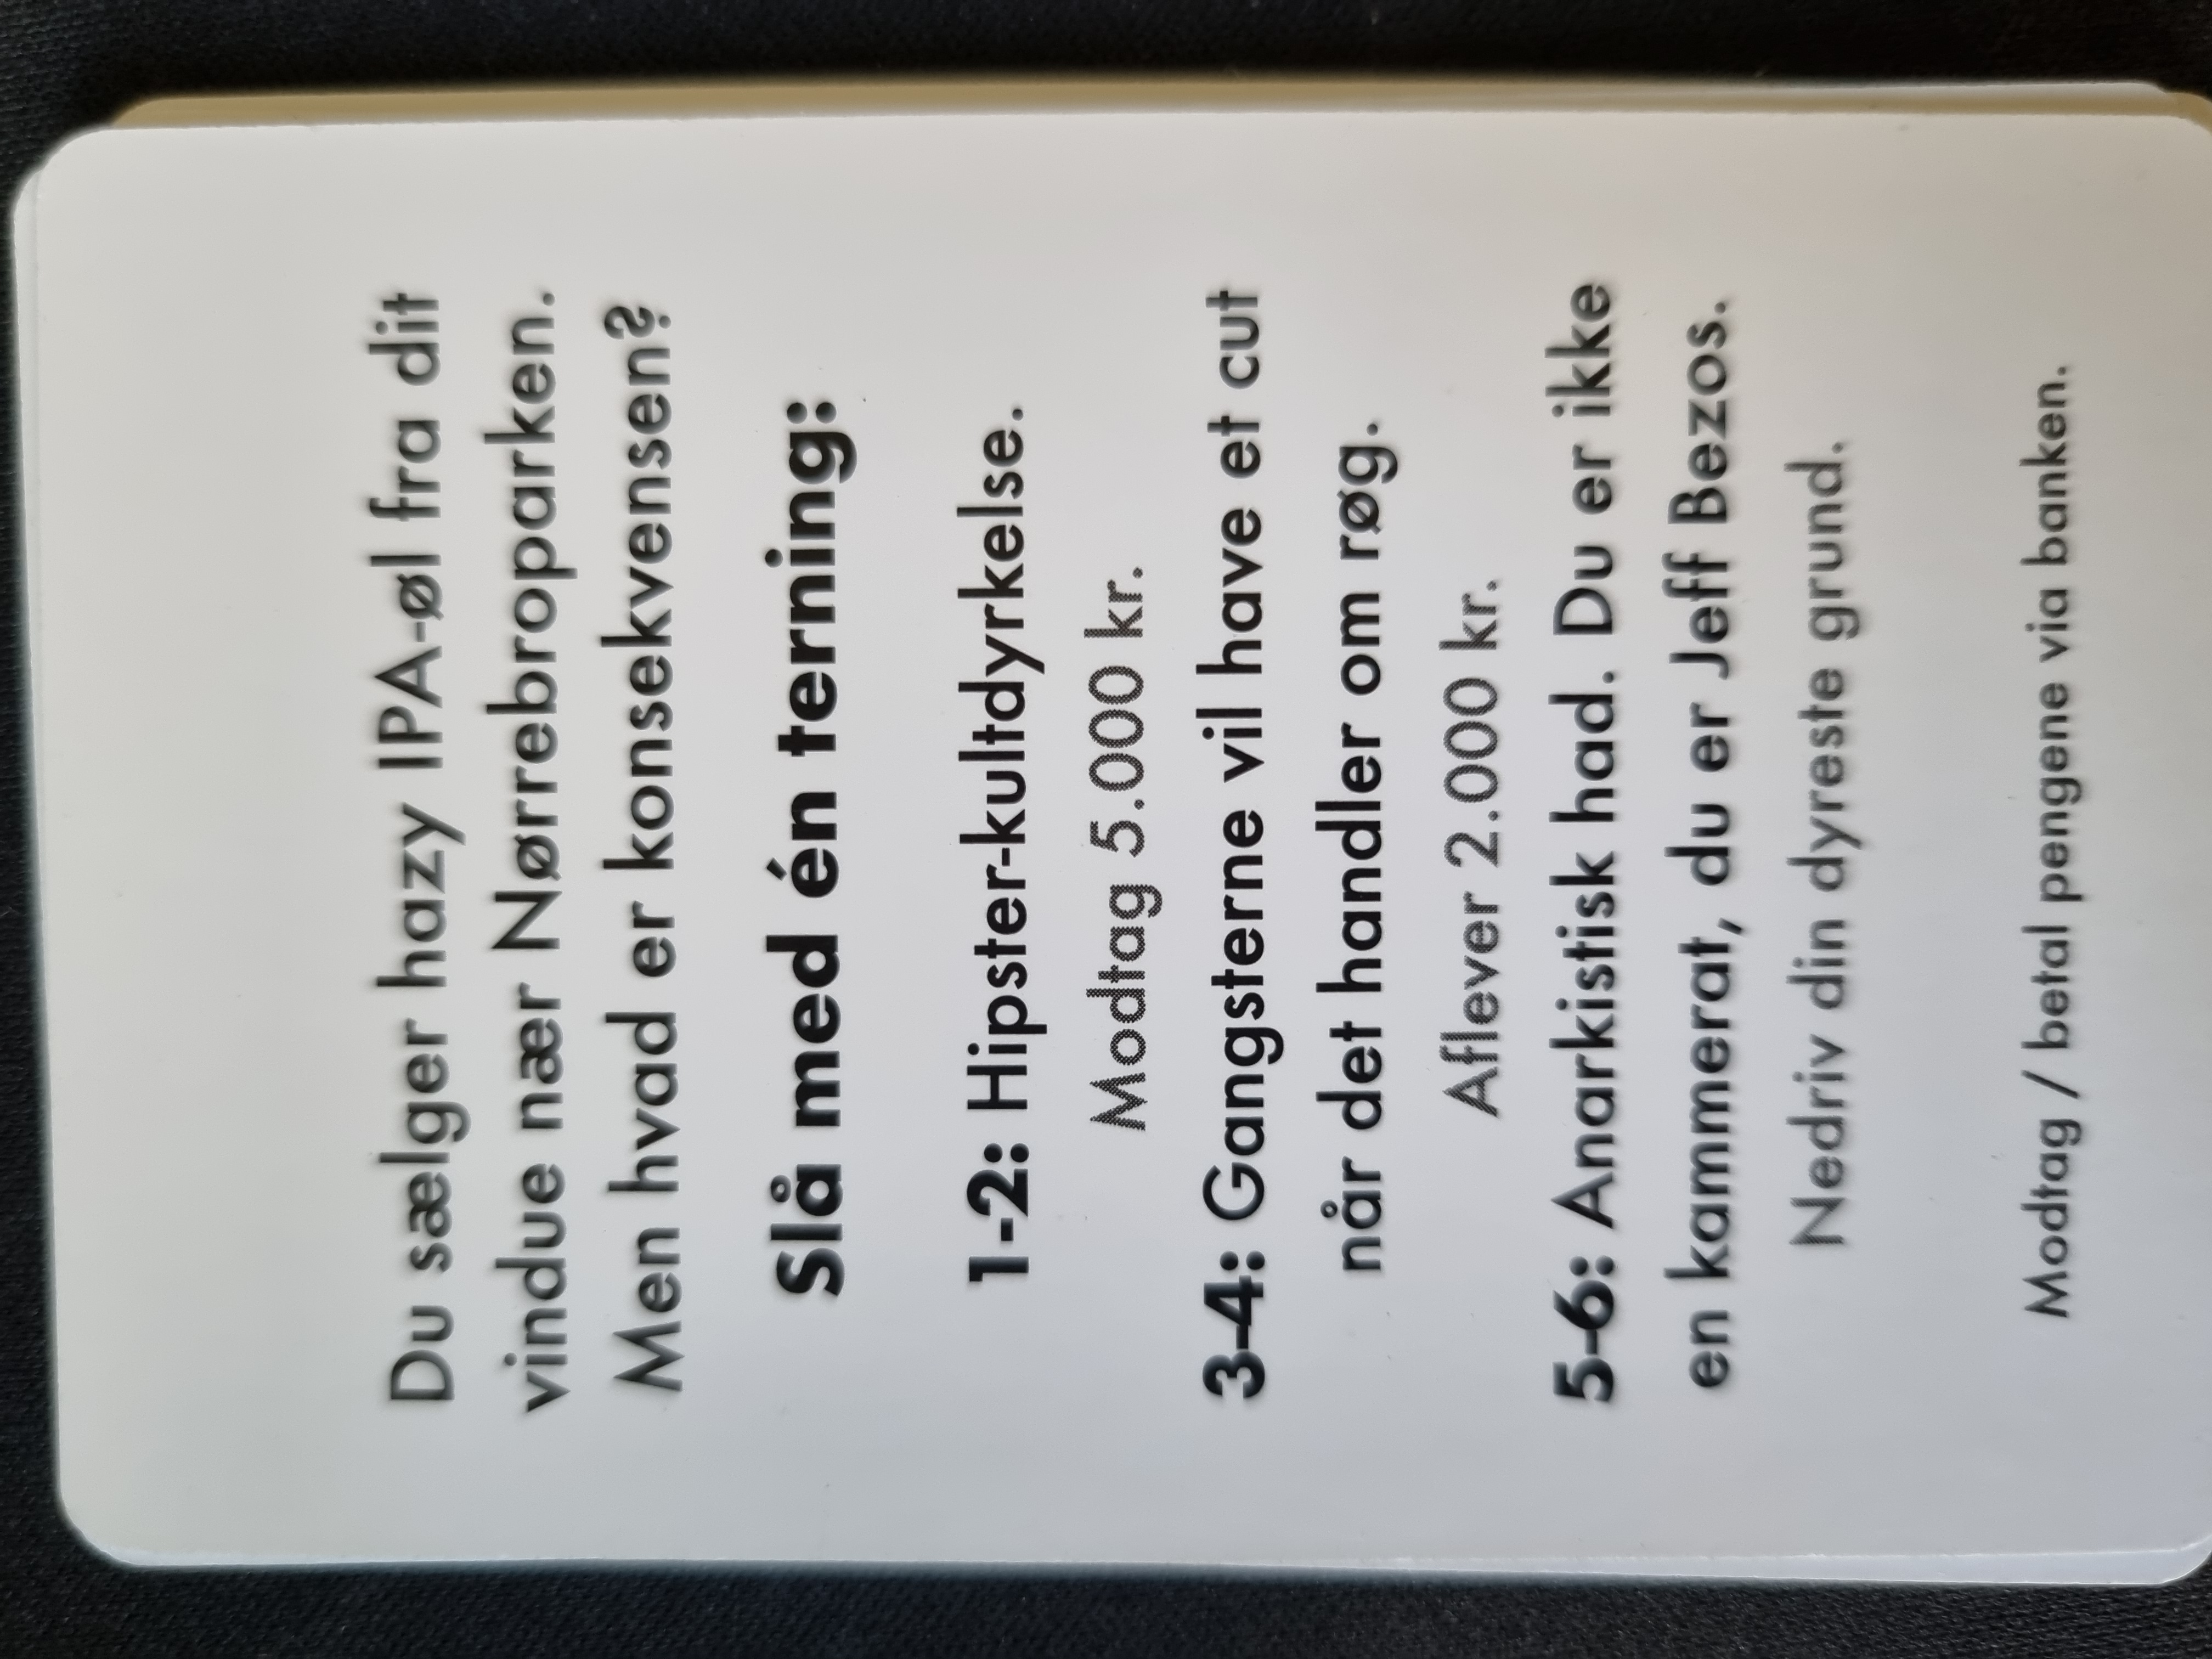 Du sælger hazy IPA-øl fra dit
vindue nær Nørrebroparken.
Men hvad er konsekvensen?
Slå med én terning:
1-2: Hipster-kultdyrkelse.
Modtag 5.000 kr.
3-4: Gangsterne vil have et cut
når det handler om røg.
Aflever 2.000 kr.
5-6: Anarkistisk had. Du er ikke
en kammerat, du er Jeff Bezos.
Nedriv din dyreste grund.
Modtag / betal pengene via banken.